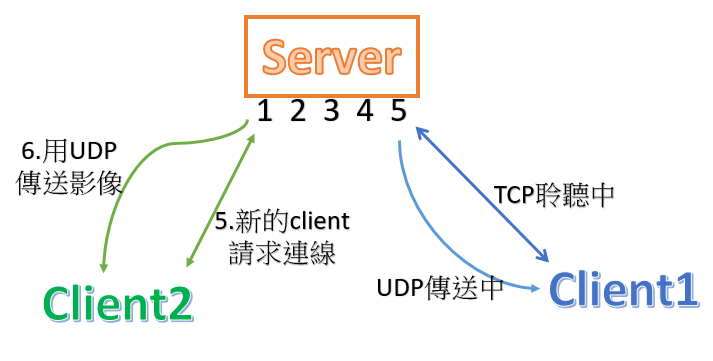 Server
1 2 3 4 5
6.用UDP
傳送影像
TCP聆聽中
5.新的client
請求連線
UDP傳送中
Client2
Client1